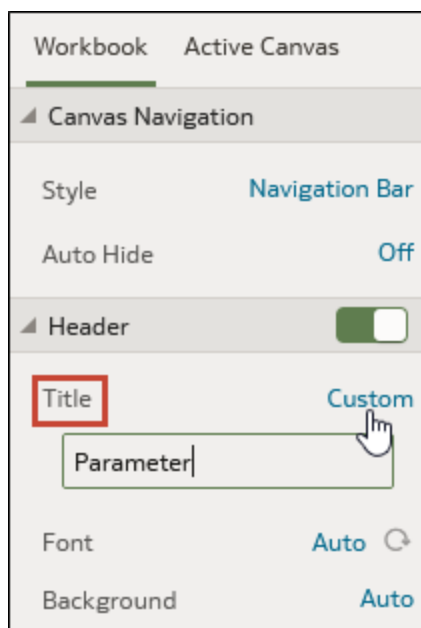 Workbook Active Canvas
Canvas Navigation
Style Navigation Bar
Auto Hide Off
Header
Title Custom
Parameter
Font Auto
Background Auto